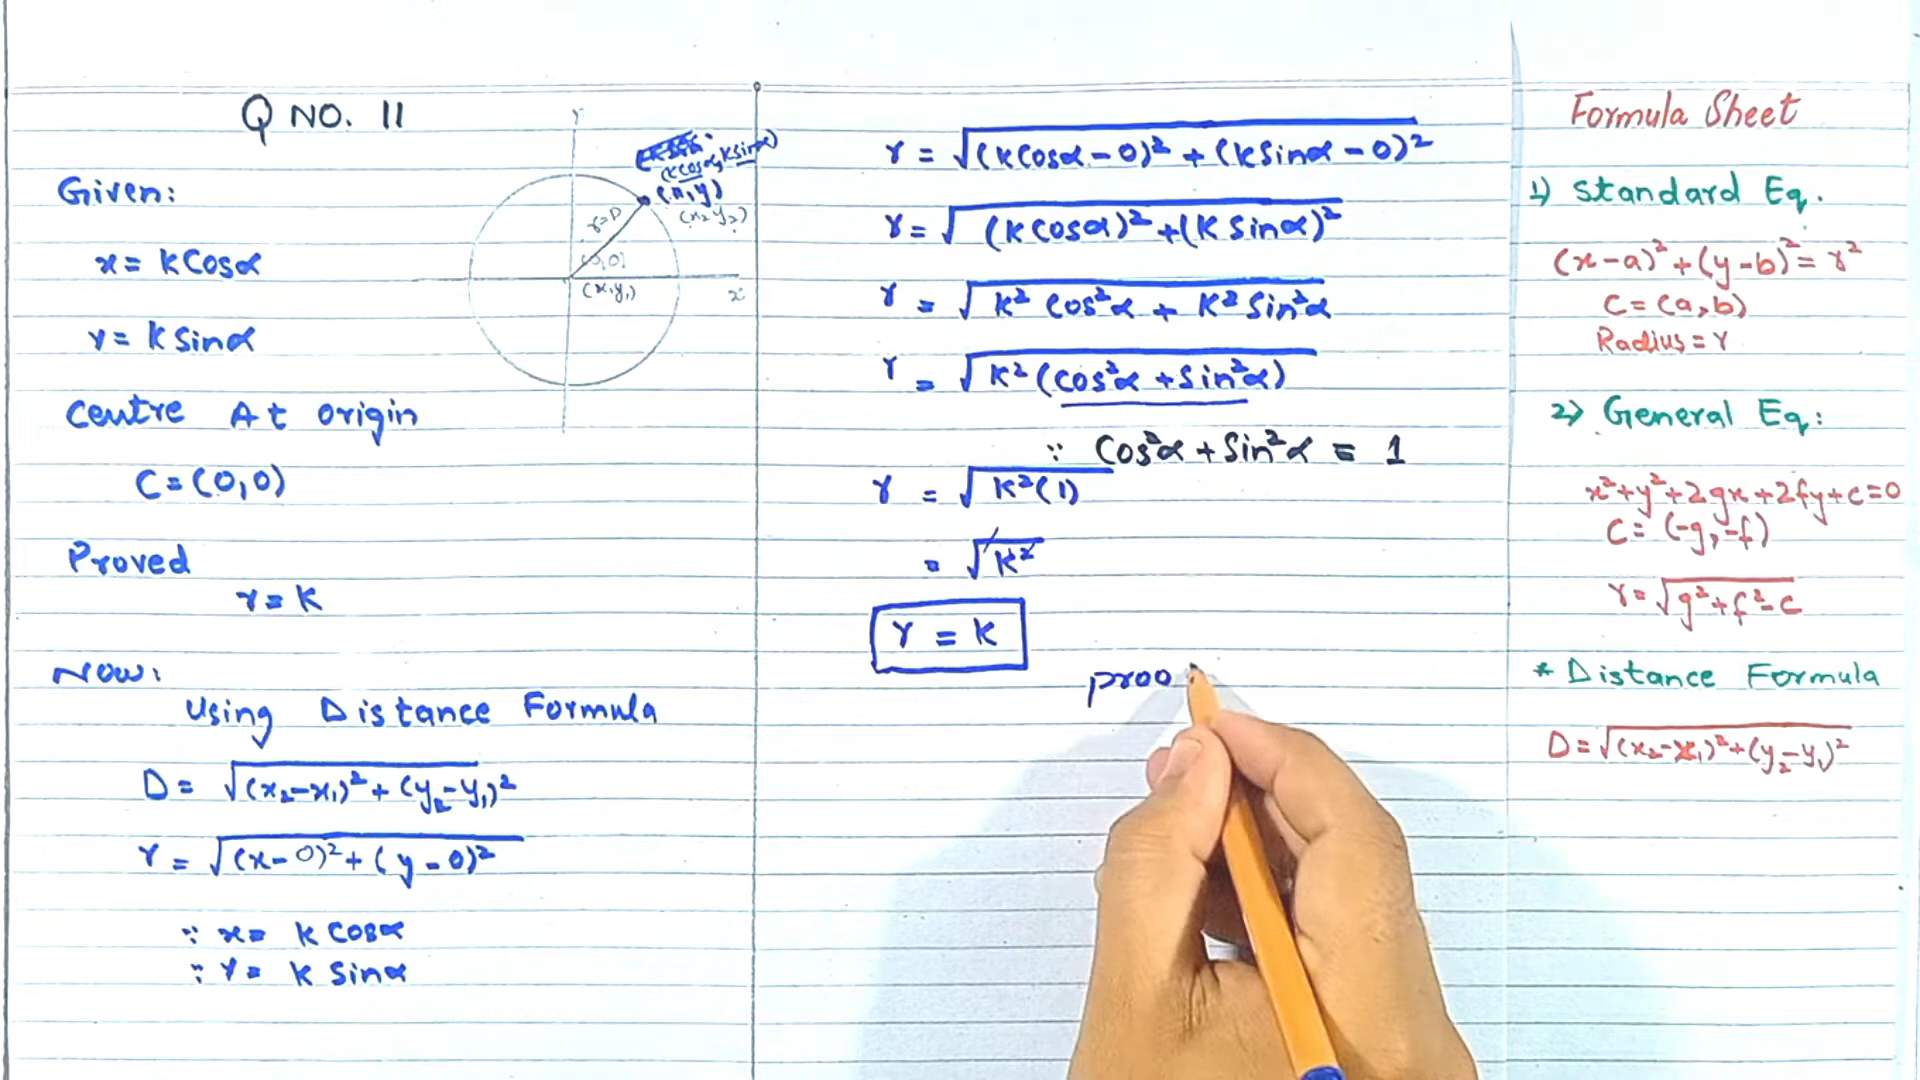 Q NO. 11
Given:
x = k Cosα
Y = k Sinα
Centre At origin
C = (0,0)
Proved
r = k
Now:
Using Distance Formula
D = √(x₂-x₁)² + (y₂-y₁)²
r = √(x-0)² + (y-0)²
∵ x = k Cosα
∵ Y = k Sinα
Y
(kcosα, ksinα)
(x,y)
(x₂ y₂)
r=D
(0,0)
(x₁y₁)
x
r = √(kCosα-0)² + (kSinα-0)²
r = √(kCosα)² + (kSinα)²
r = √k² Cos²α + k² Sin²α
r = √k²(Cos²α + Sin²α)
∵ Cos²α + Sin²α = 1
r = √k²(1)
= √k²
r = k
proo
Formula Sheet
1) Standard Eq.
(x-a)² + (y-b)² = r²
C = (a,b)
Radius = r
2) General Eq:
x²+y²+2gx+2fy+c=0
C = (-g,-f)
r = √g²+f²-c
* Distance Formula
D = √(x₂-x₁)²+(y₂-y₁)²